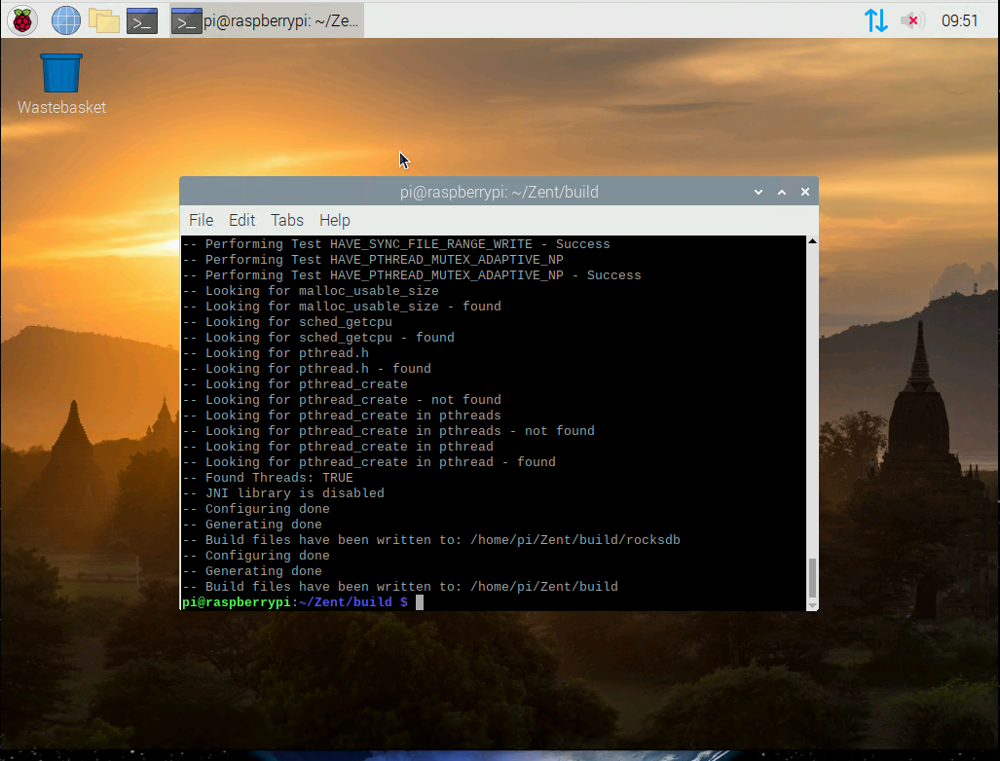 pi@raspberrypi: ~/Ze...
09:51
Wastebasket
pi@raspberrypi: ~/Zent/build
File Edit Tabs Help
-- Performing Test HAVE_SYNC_FILE_RANGE_WRITE - Success
-- Performing Test HAVE_PTHREAD_MUTEX_ADAPTIVE_NP
-- Performing Test HAVE_PTHREAD_MUTEX_ADAPTIVE_NP - Success
-- Looking for malloc_usable_size
-- Looking for malloc_usable_size - found
-- Looking for sched_getcpu
-- Looking for sched_getcpu - found
-- Looking for pthread.h
-- Looking for pthread.h - found
-- Looking for pthread_create
-- Looking for pthread_create - not found
-- Looking for pthread_create in pthreads
-- Looking for pthread_create in pthreads - not found
-- Looking for pthread_create in pthread
-- Looking for pthread_create in pthread - found
-- Found Threads: TRUE
-- JNI library is disabled
-- Configuring done
-- Generating done
-- Build files have been written to: /home/pi/Zent/build/rocksdb
-- Configuring done
-- Generating done
-- Build files have been written to: /home/pi/Zent/build
pi@raspberrypi:~/Zent/build $